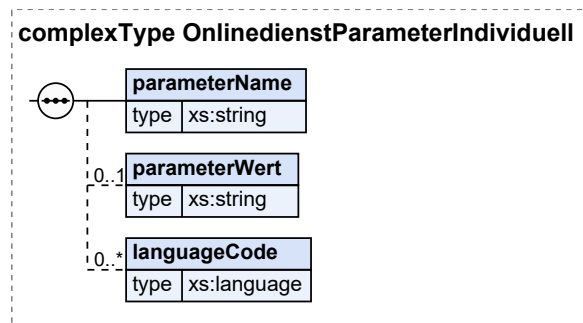 complexType OnlinedienstParameterIndividuell
parameterName
type xs:string
0..1 parameterWert
type xs:string
0..* languageCode
type xs:language